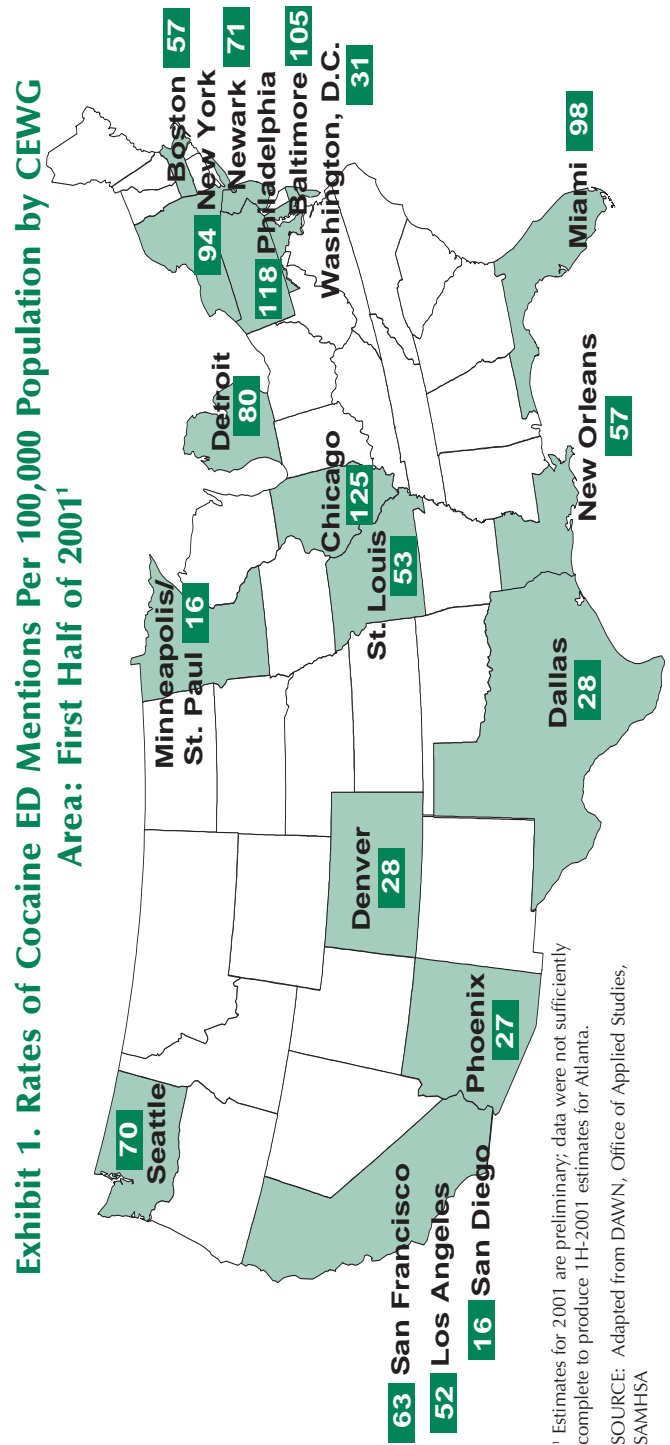 Exhibit 1. Rates of Cocaine ED Mentions Per 100,000 Population by CEWG
Area: First Half of 2001¹
70
Seattle
63 San Francisco
52 Los Angeles
16 San Diego
Phoenix
27
Denver
28
Minneapolis/
St. Paul 16
Dallas
28
St. Louis
53
Chicago
125
Detroit
80
New Orleans
57
Boston 57
94 New York
Newark 71
118 Philadelphia
Baltimore 105
Washington, D.C.
31
Miami 98
¹ Estimates for 2001 are preliminary; data were not sufficiently
complete to produce 1H-2001 estimates for Atlanta.
SOURCE: Adapted from DAWN, Office of Applied Studies,
SAMHSA